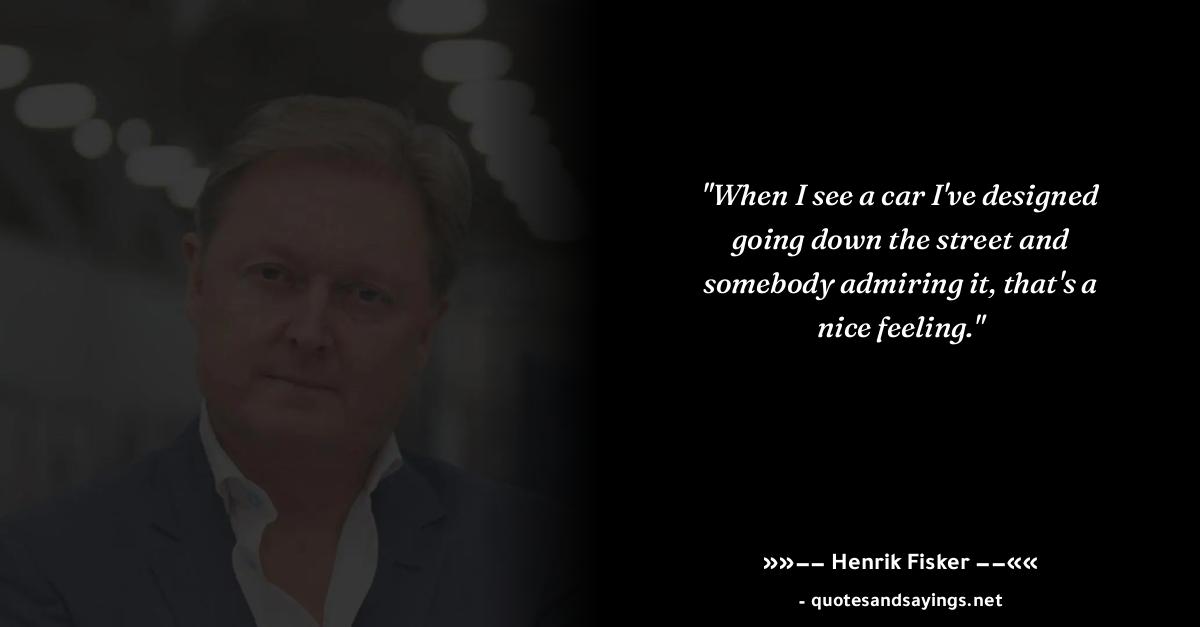 "When I see a car I've designed
going down the street and
somebody admiring it, that's a
nice feeling."
»»−− Henrik Fisker −−««
- quotesandsayings.net